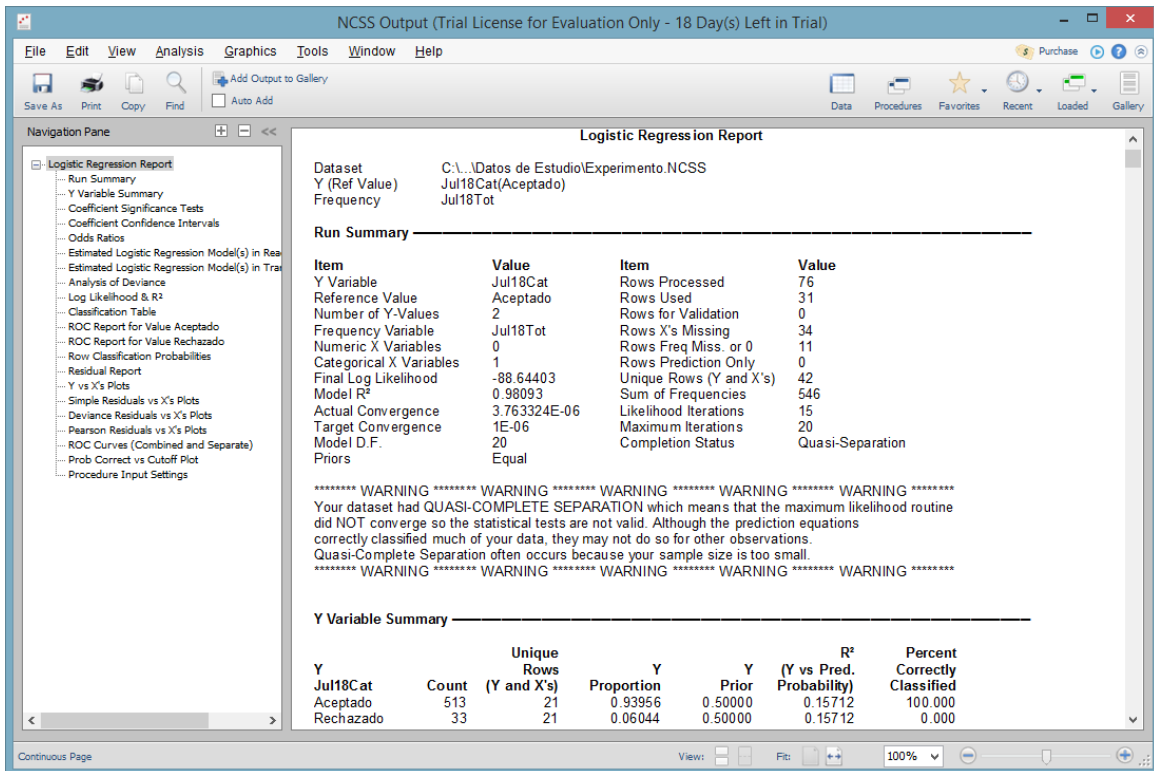 NCSS Output (Trial License for Evaluation Only - 18 Day(s) Left in Trial)
File Edit View Analysis Graphics Tools Window Help
$ Purchase
Save As Print Copy Find
Add Output to Gallery
Auto Add
Data Procedures Favorites Recent Loaded Gallery
Navigation Pane
Logistic Regression Report
Run Summary
Y Variable Summary
Coefficient Significance Tests
Coefficient Confidence Intervals
Odds Ratios
Estimated Logistic Regression Model(s) in Rea
Estimated Logistic Regression Model(s) in Tra
Analysis of Deviance
Log Likelihood & R²
Classification Table
ROC Report for Value Aceptado
ROC Report for Value Rechazado
Row Classification Probabilities
Residual Report
Y vs X's Plots
Simple Residuals vs X's Plots
Deviance Residuals vs X's Plots
Pearson Residuals vs X's Plots
ROC Curves (Combined and Separate)
Prob Correct vs Cutoff Plot
Procedure Input Settings
Logistic Regression Report
Dataset C:\...\Datos de Estudio\Experimento.NCSS
Y (Ref Value) Jul18Cat(Aceptado)
Frequency Jul18Tot
Run Summary
Item Value Item Value
Y Variable Jul18Cat Rows Processed 76
Reference Value Aceptado Rows Used 31
Number of Y-Values 2 Rows for Validation 0
Frequency Variable Jul18Tot Rows X's Missing 34
Numeric X Variables 0 Rows Freq Miss. or 0 11
Categorical X Variables 1 Rows Prediction Only 0
Final Log Likelihood -88.64403 Unique Rows (Y and X's) 42
Model R² 0.98093 Sum of Frequencies 546
Actual Convergence 3.763324E-06 Likelihood Iterations 15
Target Convergence 1E-06 Maximum Iterations 20
Model D.F. 20 Completion Status Quasi-Separation
Priors Equal
******** WARNING ******** WARNING ******** WARNING ******** WARNING ******** WARNING ********
Your dataset had QUASI-COMPLETE SEPARATION which means that the maximum likelihood routine
did NOT converge so the statistical tests are not valid. Although the prediction equations
correctly classified much of your data, they may not do so for other observations.
Quasi-Complete Separation often occurs because your sample size is too small.
******** WARNING ******** WARNING ******** WARNING ******** WARNING ******** WARNING ********
Y Variable Summary
Unique R² Percent
Y Rows Y Y (Y vs Pred. Correctly
Jul18Cat Count (Y and X's) Proportion Prior Probability) Classified
Aceptado 513 21 0.93956 0.50000 0.15712 100.000
Rechazado 33 21 0.06044 0.50000 0.15712 0.000
Continuous Page View: Fit: 100%